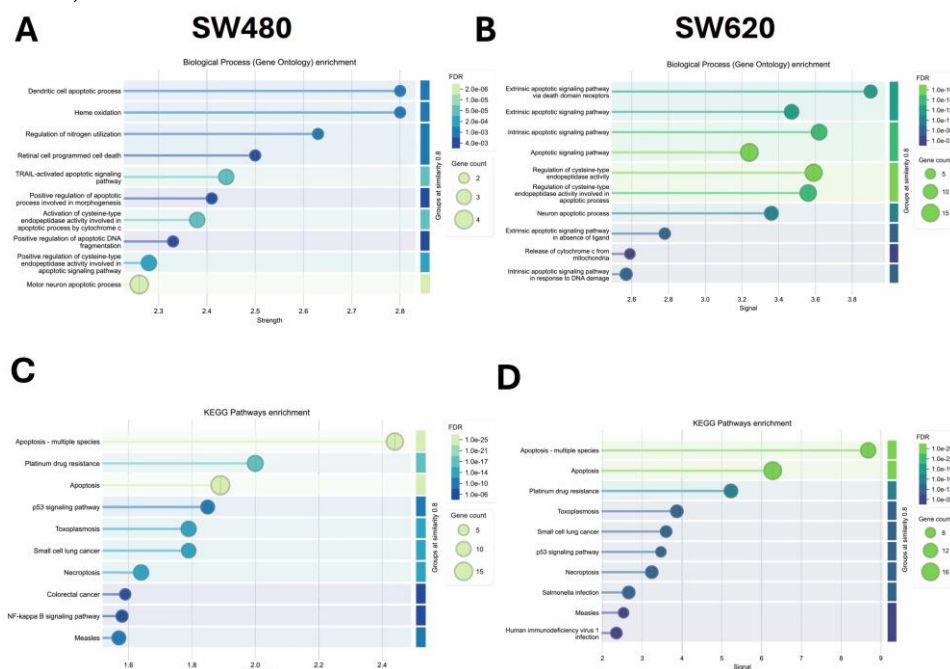 A
SW480
Biological Process (Gene Ontology) enrichment
Dendritic cell apoptotic process
Heme oxidation
Regulation of nitrogen utilization
Retinal cell programmed cell death
TRAIL-activated apoptotic signaling
pathway
Positive regulation of apoptotic
process involved in morphogenesis
Activation of cysteine-type
endopeptidase activity involved in
apoptotic process by cytochrome c
Positive regulation of apoptotic DNA
fragmentation
Positive regulation of cysteine-type
endopeptidase activity involved in
apoptotic signaling pathway
Motor neuron apoptotic process
2.3 2.4 2.5 2.6 2.7 2.8
Strength
Groups at similarity 0.8
FDR
2.0e-06
1.0e-05
5.0e-05
2.0e-04
1.0e-03
4.0e-03
Gene count
2
3
4
B
SW620
Biological Process (Gene Ontology) enrichment
Extrinsic apoptotic signaling pathway
via death domain receptors
Extrinsic apoptotic signaling pathway
Intrinsic apoptotic signaling pathway
Apoptotic signaling pathway
Regulation of cysteine-type
endopeptidase activity
Regulation of cysteine-type
endopeptidase activity involved in
apoptotic process
Neuron apoptotic process
Extrinsic apoptotic signaling pathway
in absence of ligand
Release of cytochrome c from
mitochondria
Intrinsic apoptotic signaling pathway
in response to DNA damage
2.6 2.8 3.0 3.2 3.4 3.6 3.8
Signal
Groups at similarity 0.8
FDR
Gene count
5
10
15
C
KEGG Pathways enrichment
Apoptosis - multiple species
Platinum drug resistance
Apoptosis
p53 signaling pathway
Toxoplasmosis
Small cell lung cancer
Necroptosis
Colorectal cancer
NF-kappa B signaling pathway
Measles
1.6 1.8 2.0 2.2 2.4
Groups at similarity 0.8
FDR
1.0e-25
1.0e-21
1.0e-17
1.0e-14
1.0e-10
1.0e-06
Gene count
5
10
15
D
KEGG Pathways enrichment
Apoptosis - multiple species
Apoptosis
Platinum drug resistance
Toxoplasmosis
Small cell lung cancer
p53 signaling pathway
Necroptosis
Salmonella infection
Measles
Human immunodeficiency virus 1
infection
2 3 4 5 6 7 8 9
Signal
Groups at similarity 0.8
FDR
Gene count
8
12
16